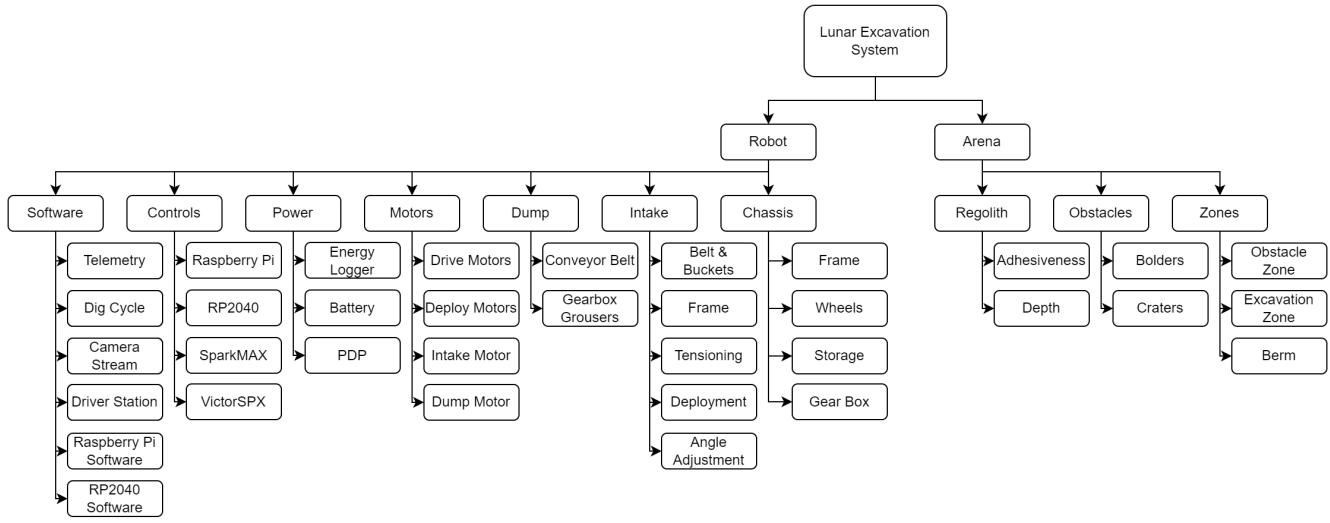 Lunar Excavation
System
Robot
Arena
Software
Controls
Power
Motors
Dump
Intake
Chassis
Regolith
Obstacles
Zones
Telemetry
Dig Cycle
Camera
Stream
Driver Station
Raspberry Pi
Software
RP2040
Software
Raspberry Pi
RP2040
SparkMAX
VictorSPX
Energy
Logger
Battery
PDP
Drive Motors
Deploy Motors
Intake Motor
Dump Motor
Conveyor Belt
Gearbox
Grousers
Belt &
Buckets
Frame
Tensioning
Deployment
Angle
Adjustment
Frame
Wheels
Storage
Gear Box
Adhesiveness
Depth
Bolders
Craters
Obstacle
Zone
Excavation
Zone
Berm